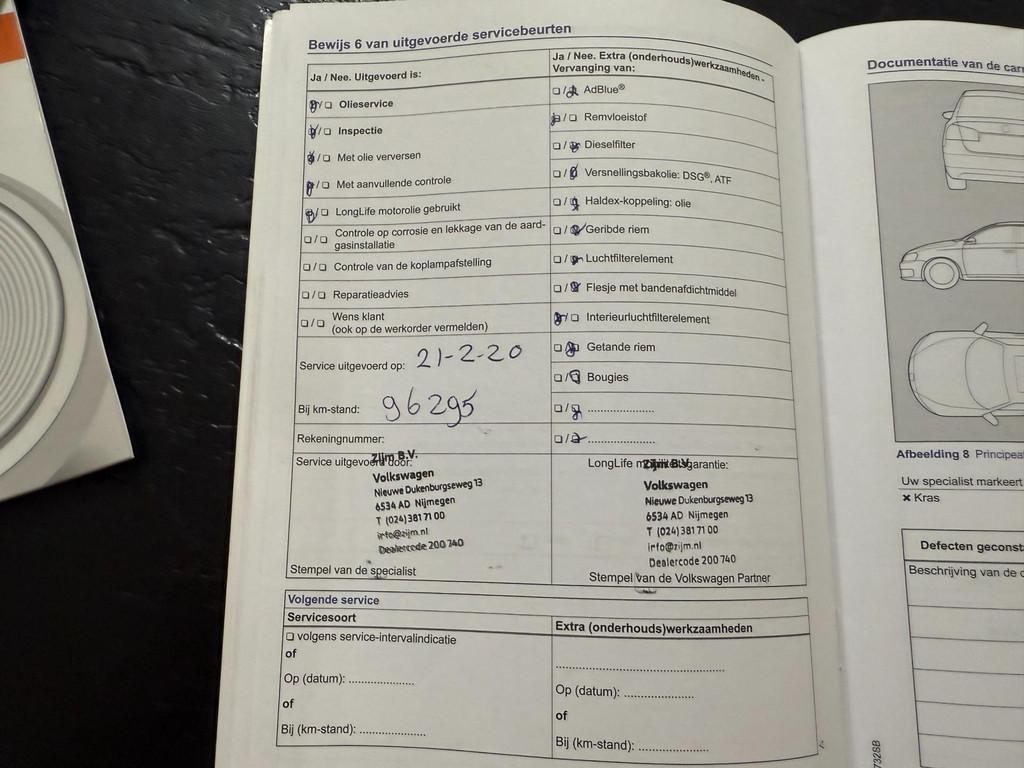 Bewijs 6 van uitgevoerde servicebeurten
Ja / Nee. Uitgevoerd is:
☒/☐ Olieservice
☒/☐ Inspectie
☒/☐ Met olie verversen
☒/☐ Met aanvullende controle
☒/☐ LongLife motorolie gebruikt
☐/☐ Controle op corrosie en lekkage van de aard-
gasinstallatie
☐/☐ Controle van de koplampafstelling
☐/☐ Reparatieadvies
☐/☐ Wens klant
(ook op de werkorder vermelden)
Service uitgevoerd op: 21-2-20
Bij km-stand: 96295
Rekeningnummer:
Service uitgevoerd door:
Zijm B.V.
Volkswagen
Nieuwe Dukenburgseweg 13
6534 AD Nijmegen
T (024) 381 71 00
info@zijm.nl
Dealercode 200 740
Stempel van de specialist
Ja / Nee. Extra (onderhouds)werkzaamheden -
Vervanging van:
☐/☒ AdBlue®
☒/☐ Remvloeistof
☐/☒ Dieselfilter
☐/☒ Versnellingsbakolie: DSG®, ATF
☐/☒ Haldex-koppeling: olie
☐/☒ Geribde riem
☐/☒ Luchtfilterelement
☐/☒ Flesje met bandenafdichtmiddel
☒/☐ Interieurluchtfilterelement
☐/☒ Getande riem
☐/☒ Bougies
☐/☒ ......................
☐/☒ ......................
LongLife garantie:
Zijm B.V.
Volkswagen
Nieuwe Dukenburgseweg 13
6534 AD Nijmegen
T (024) 381 71 00
info@zijm.nl
Dealercode 200 740
Stempel van de Volkswagen Partner
Volgende service
Servicesoort
☐ volgens service-intervalindicatie
of
Op (datum): ......................
of
Bij (km-stand): ......................
Extra (onderhouds)werkzaamheden
......................................................
Op (datum): ......................
of
Bij (km-stand): ......................
Documentatie van de
Afbeelding 8
Uw specialist markeert
× Kras
Defecten
Beschrijving van de
732SB